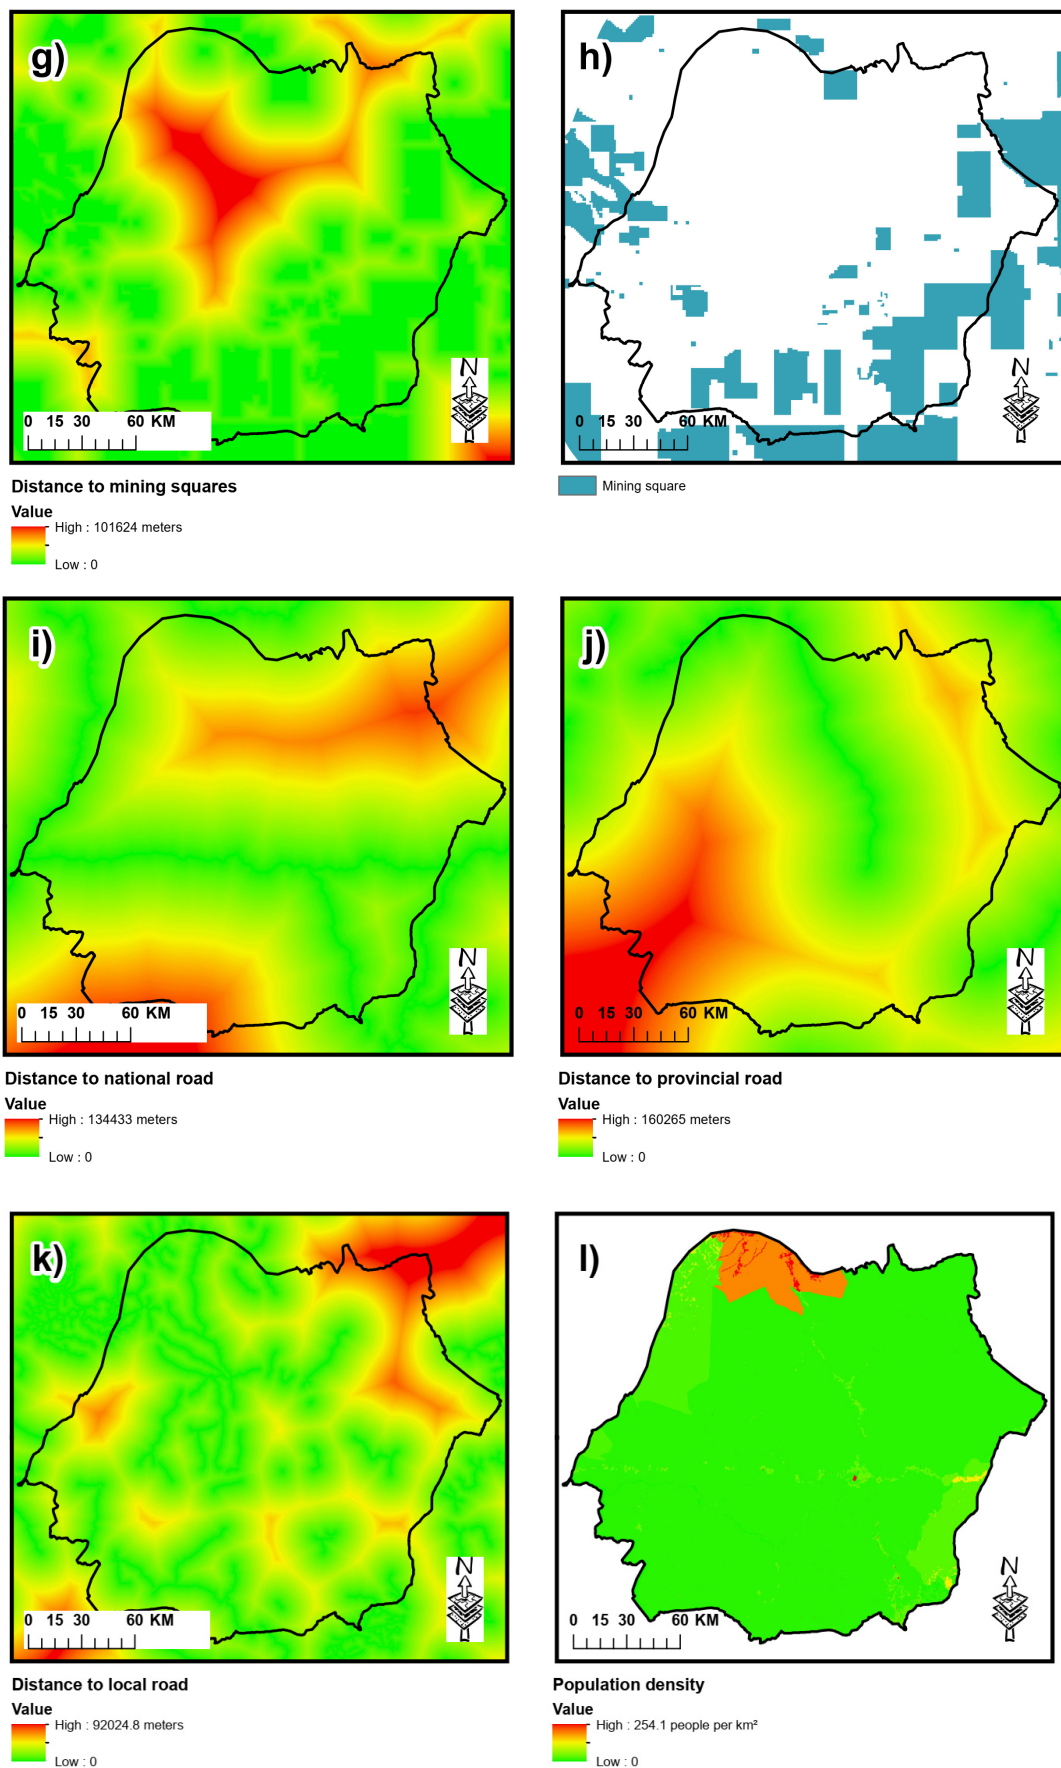 g)
N
0 15 30 60 KM
Distance to mining squares
Value
High : 101624 meters
Low : 0
h)
N
0 15 30 60 KM
Mining square
i)
N
0 15 30 60 KM
Distance to national road
Value
High : 134433 meters
Low : 0
j)
N
0 15 30 60 KM
Distance to provincial road
Value
High : 160265 meters
Low : 0
k)
N
0 15 30 60 KM
Distance to local road
Value
High : 92024.8 meters
Low : 0
l)
N
0 15 30 60 KM
Population density
Value
High : 254.1 people per km²
Low : 0